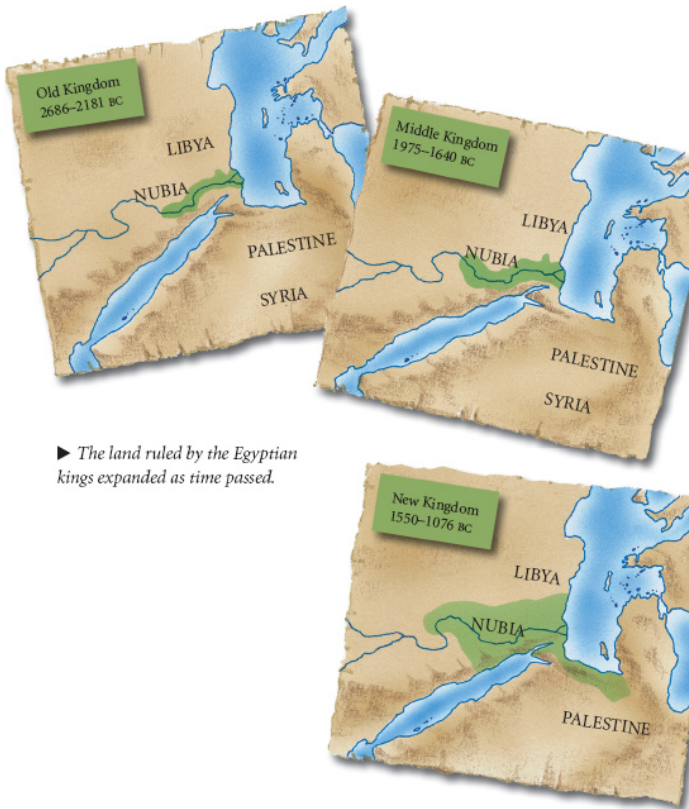 Old Kingdom
2686–2181 BC
LIBYA
NUBIA
PALESTINE
SYRIA
Middle Kingdom
1975–1640 BC
LIBYA
NUBIA
PALESTINE
SYRIA
▶ The land ruled by the Egyptian
kings expanded as time passed.
New Kingdom
1550–1076 BC
LIBYA
NUBIA
PALESTINE